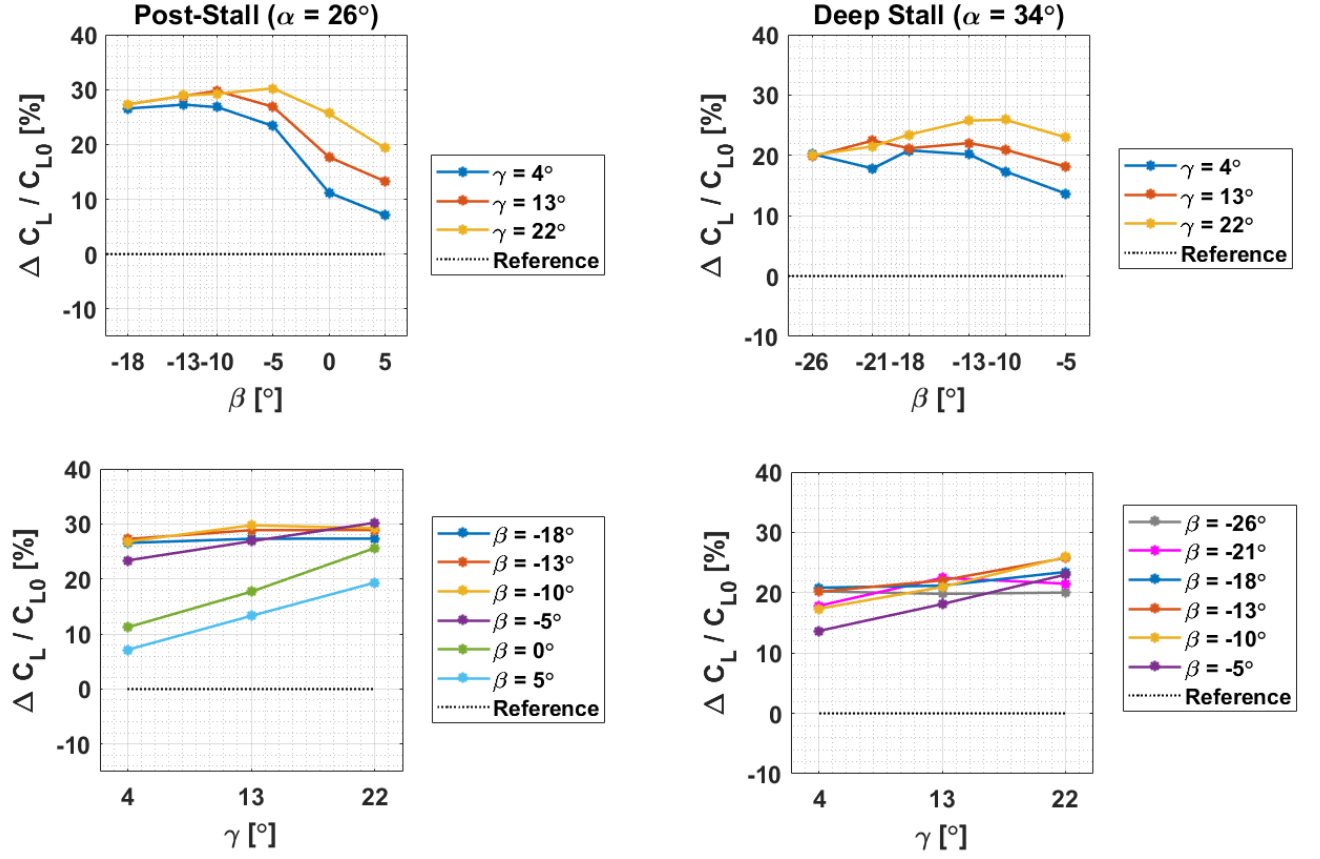 Post-Stall (α = 26°)
40
30
20
10
0
-10
Δ C_L / C_L0 [%]
-18 -13 -10 -5 0 5
β [°]
γ = 4°
γ = 13°
γ = 22°
Reference
Deep Stall (α = 34°)
40
30
20
10
0
-10
Δ C_L / C_L0 [%]
-26 -21 -18 -13 -10 -5
β [°]
γ = 4°
γ = 13°
γ = 22°
Reference
40
30
20
10
0
-10
Δ C_L / C_L0 [%]
4 13 22
γ [°]
β = -18°
β = -13°
β = -10°
β = -5°
β = 0°
β = 5°
Reference
40
30
20
10
0
-10
Δ C_L / C_L0 [%]
4 13 22
γ [°]
β = -26°
β = -21°
β = -18°
β = -13°
β = -10°
β = -5°
Reference